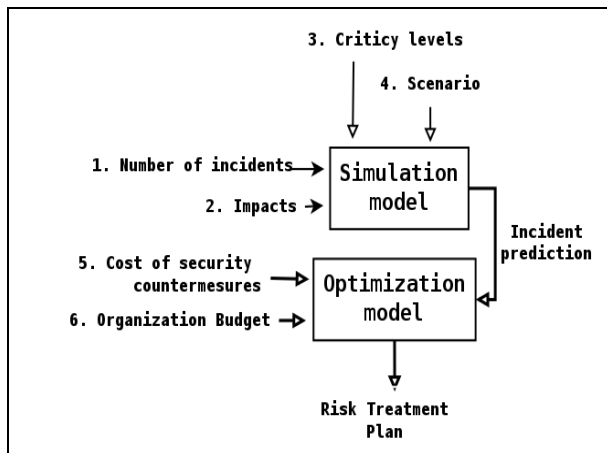 3. Criticy levels
4. Scenario
1. Number of incidents
Simulation
model
2. Impacts
Incident
prediction
5. Cost of security
countermesures
Optimization
model
6. Organization Budget
Risk Treatment
Plan